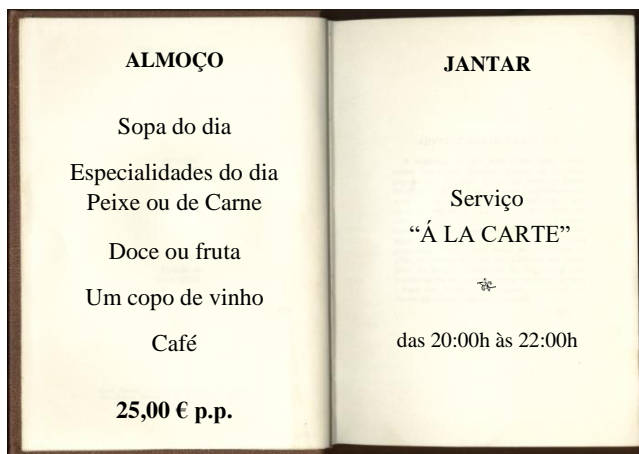 ALMOÇO
Sopa do dia
Especialidades do dia
Peixe ou de Carne
Doce ou fruta
Um copo de vinho
Café
25,00 € p.p.
JANTAR
Serviço
“Á LA CARTE”
das 20:00h às 22:00h